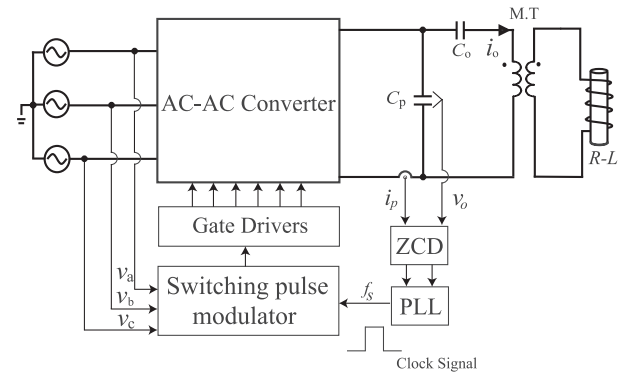 M.T
C_o
i_o
AC-AC Converter
C_p
R-L
i_p
v_o
Gate Drivers
ZCD
v_a
Switching pulse
modulator
v_b
f_s
PLL
v_c
Clock Signal